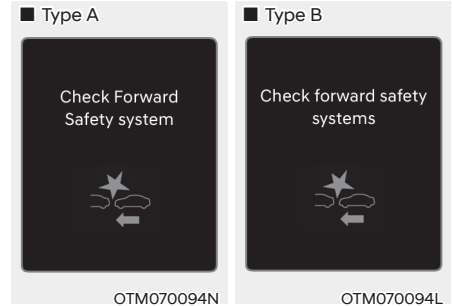 ■ Type A
Check Forward
Safety system
OTM070094N
■ Type B
Check forward safety
systems
OTM070094L